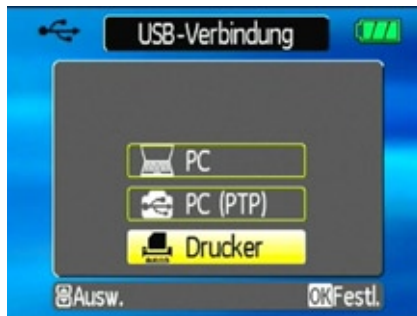 USB-Verbindung
PC
PC (PTP)
Drucker
Ausw. OK Festl.